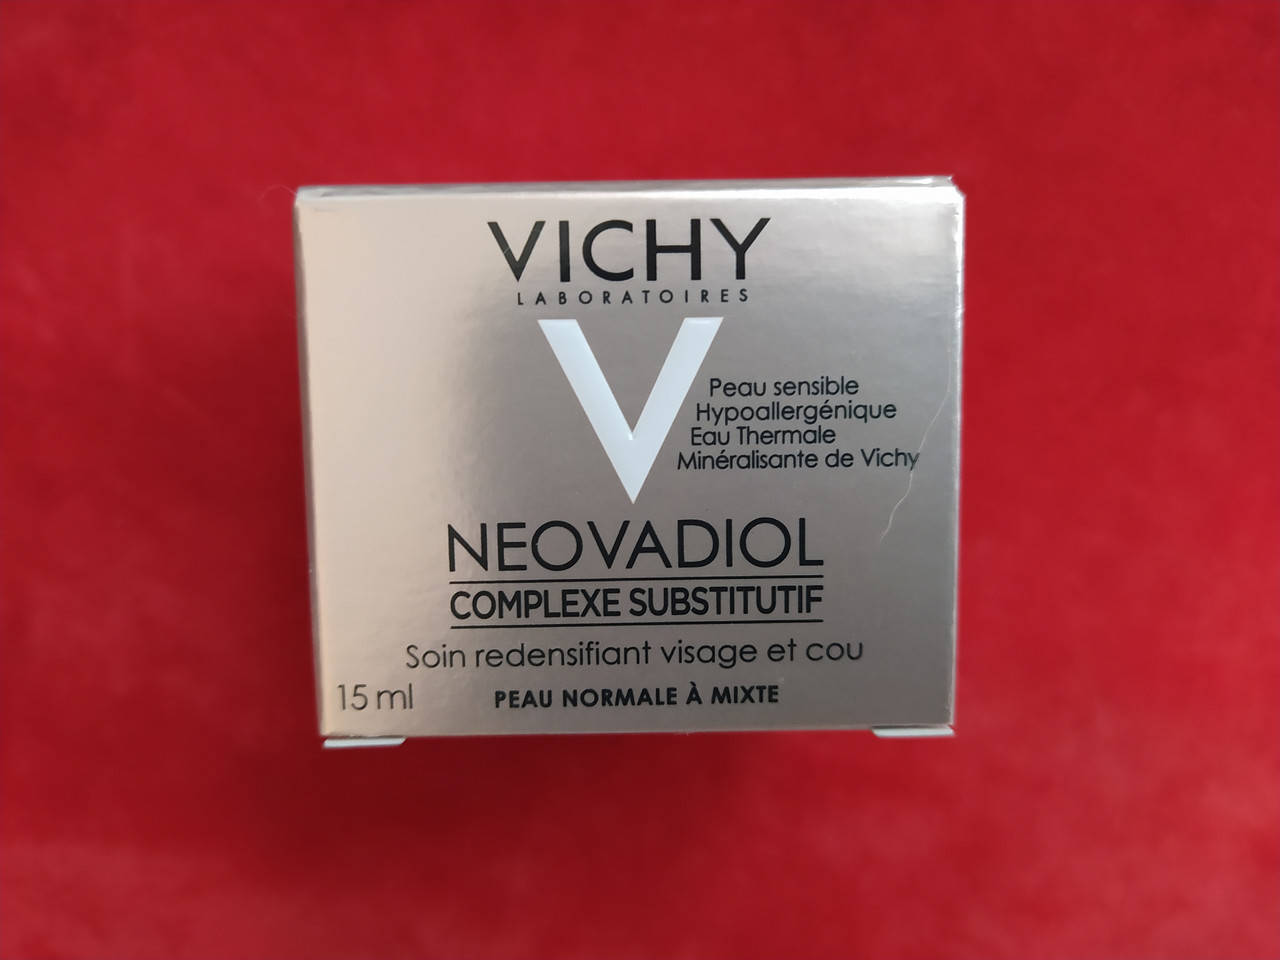 VICHY
LABORATOIRES
V
Peau sensible
Hypoallergénique
Eau Thermale
Minéralisante de Vichy
NEOVADIOL
COMPLEXE SUBSTITUTIF
Soin redensifiant visage et cou
15 ml PEAU NORMALE À MIXTE